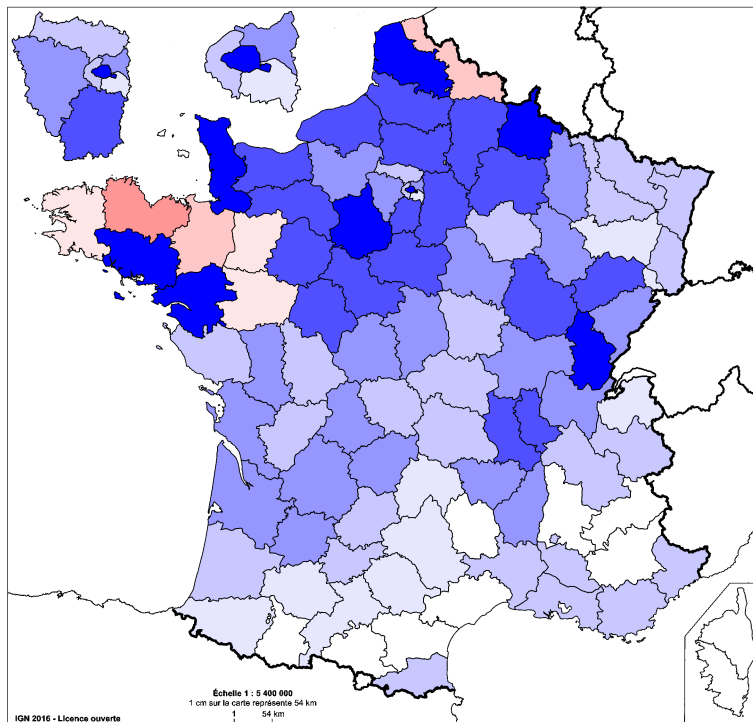 Échelle 1 : 5 400 000
1 cm sur la carte représente 54 km
1 54 km
IGN 2016 - Licence ouverte